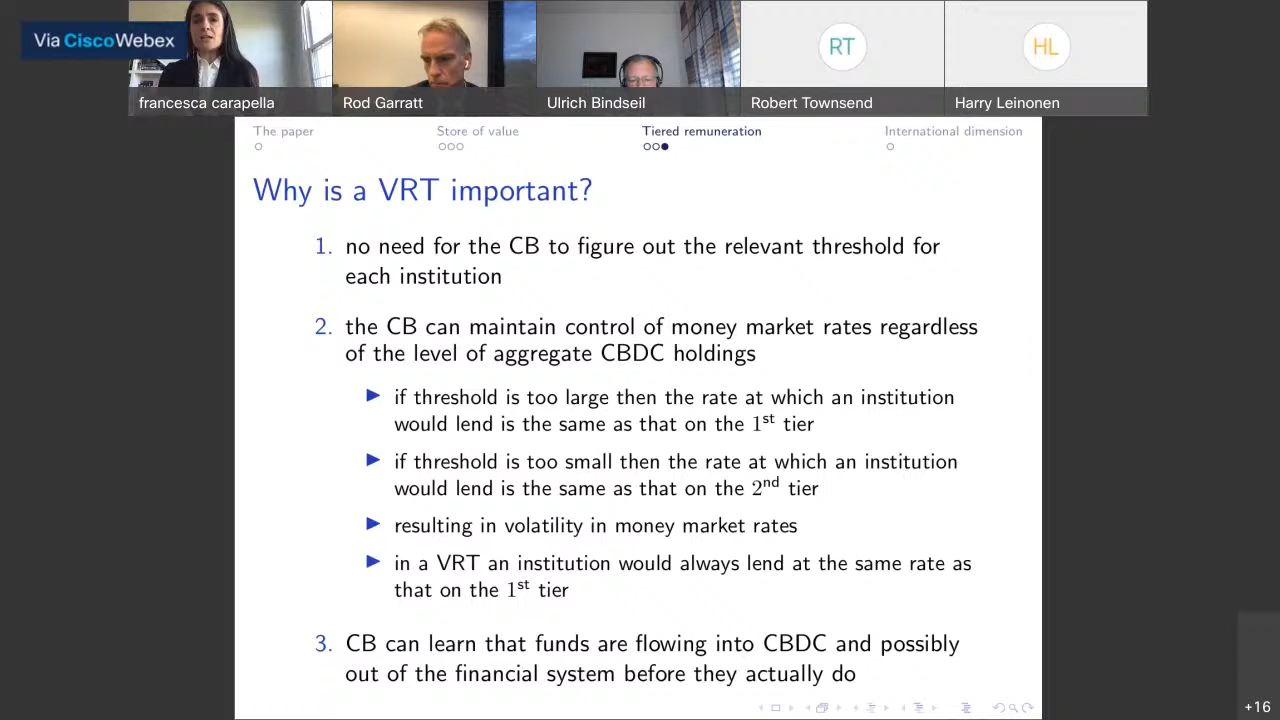 Via CiscoWebex
RT
HL
francesca carapella
Rod Garratt
Ulrich Bindseil
Robert Townsend
Harry Leinonen
The paper
Store of value
Tiered remuneration
International dimension
Why is a VRT important?
1. no need for the CB to figure out the relevant threshold for
each institution
2. the CB can maintain control of money market rates regardless
of the level of aggregate CBDC holdings
if threshold is too large then the rate at which an institution
would lend is the same as that on the 1st tier
if threshold is too small then the rate at which an institution
would lend is the same as that on the 2nd tier
resulting in volatility in money market rates
in a VRT an institution would always lend at the same rate as
that on the 1st tier
3. CB can learn that funds are flowing into CBDC and possibly
out of the financial system before they actually do
+16